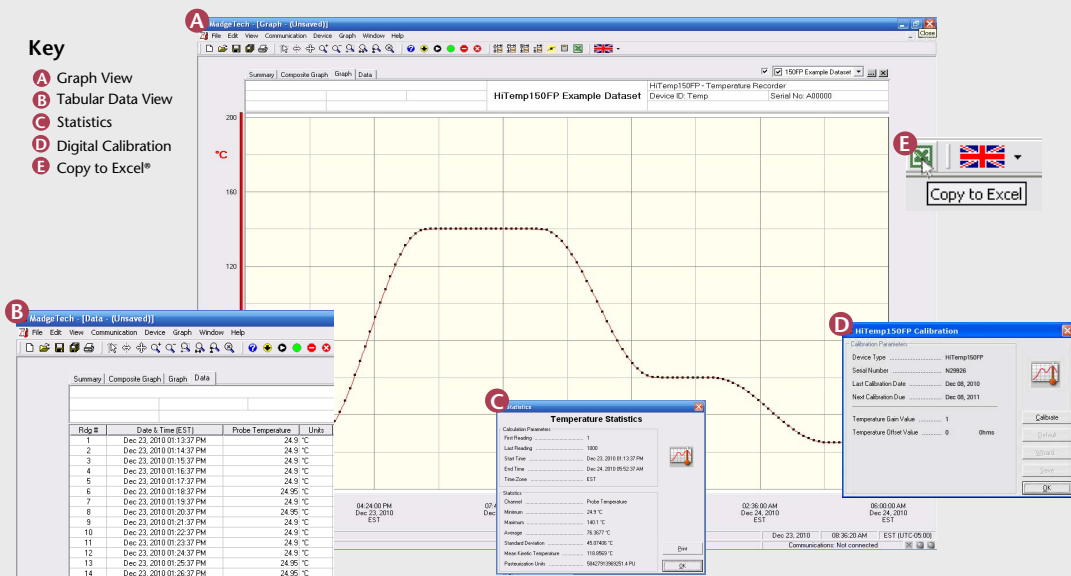 Key
A Graph View
B Tabular Data View
C Statistics
D Digital Calibration
E Copy to Excel®
A
MadgeTech - [Graph - (Unsaved)]
File Edit View Communication Device Graph Window Help
Close
Summary Composite Graph Graph Data
150FP Example Dataset
HiTemp150FP Example Dataset
HiTemp150FP - Temperature Recorder
Device ID: Temp Serial No: A00000
200
°C
160
120
04:24:00 PM
Dec 23, 2010
EST
07:4
Dec
02:36:00 AM
Dec 24, 2010
EST
06:00:00 AM
Dec 24, 2010
EST
Dec 23, 2010 08:36:20 AM EST (UTC-05:00)
Communications: Not connected
E
Copy to Excel
B
MadgeTech - [Data - (Unsaved)]
File Edit View Communication Device Graph Window Help
Summary Composite Graph Graph Data
Rdg # Date & Time (EST) Probe Temperature Units
1 Dec 23, 2010 01:13:37 PM 24.9 °C
2 Dec 23, 2010 01:14:37 PM 24.9 °C
3 Dec 23, 2010 01:15:37 PM 24.9 °C
4 Dec 23, 2010 01:16:37 PM 24.9 °C
5 Dec 23, 2010 01:17:37 PM 24.9 °C
6 Dec 23, 2010 01:18:37 PM 24.95 °C
7 Dec 23, 2010 01:19:37 PM 24.9 °C
8 Dec 23, 2010 01:20:37 PM 24.95 °C
9 Dec 23, 2010 01:21:37 PM 24.9 °C
10 Dec 23, 2010 01:22:37 PM 24.9 °C
11 Dec 23, 2010 01:23:37 PM 24.9 °C
12 Dec 23, 2010 01:24:37 PM 24.95 °C
13 Dec 23, 2010 01:25:37 PM 24.95 °C
14 Dec 23, 2010 01:26:37 PM 24.95 °C
C
Statistics
Temperature Statistics
Calculation Parameters
First Reading 1
Last Reading 1000
Start Time Dec 23, 2010 01:13:37 PM
End Time Dec 24, 2010 05:52:37 AM
Time Zone EST
Statistics
Channel Probe Temperature
Minimum 24.9 °C
Maximum 140.1 °C
Average 76.3677 °C
Standard Deviation 45.07406 °C
Mean Kinetic Temperature 118.8569 °C
Pasteurization Units 58427913969251.4 PU
Print
OK
D
HiTemp150FP Calibration
Calibration Parameters
Device Type HiTemp150FP
Serial Number N29826
Last Calibration Date Dec 08, 2010
Next Calibration Due Dec 08, 2011
Temperature Gain Value 1
Temperature Offset Value 0 Ohms
Calibrate
Default
Wizard
Save
OK